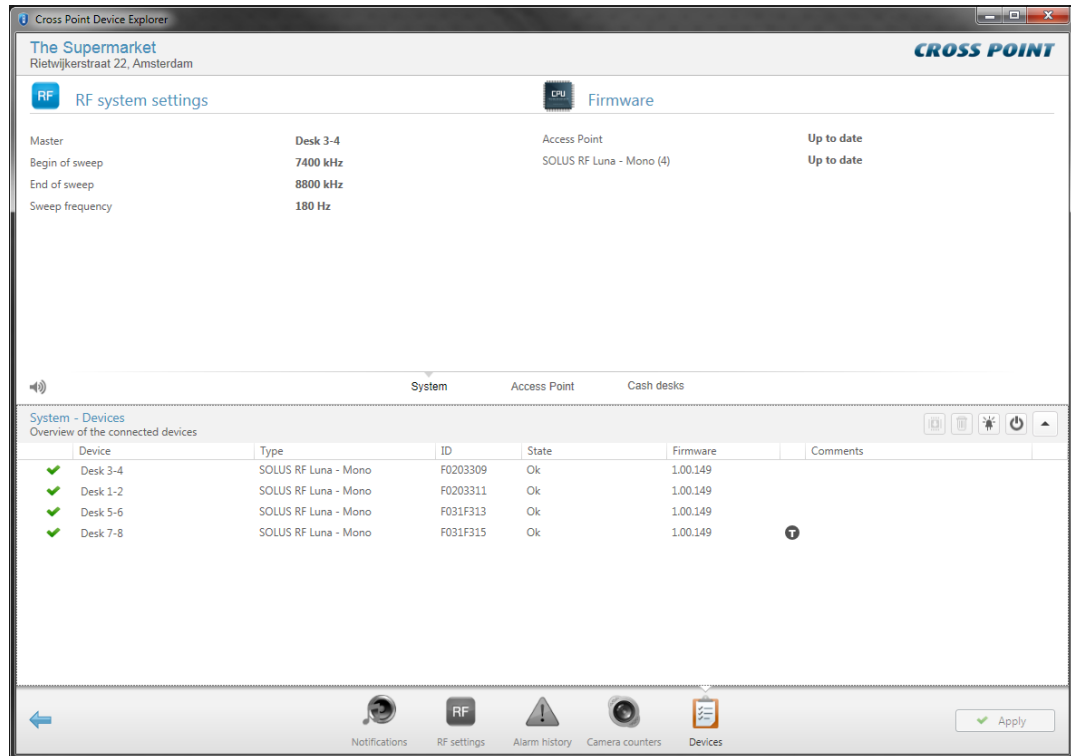 Cross Point Device Explorer
The Supermarket
Rietwijkerstraat 22, Amsterdam
CROSS POINT
RF RF system settings
CPU Firmware
Master Desk 3-4
Begin of sweep 7400 kHz
End of sweep 8800 kHz
Sweep frequency 180 Hz
Access Point Up to date
SOLUS RF Luna - Mono (4) Up to date
System Access Point Cash desks
System - Devices
Overview of the connected devices
Device Type ID State Firmware Comments
Desk 3-4 SOLUS RF Luna - Mono F0203309 Ok 1.00.149
Desk 1-2 SOLUS RF Luna - Mono F0203311 Ok 1.00.149
Desk 5-6 SOLUS RF Luna - Mono F031F313 Ok 1.00.149
Desk 7-8 SOLUS RF Luna - Mono F031F315 Ok 1.00.149 T
RF
Notifications RF settings Alarm history Camera counters Devices
Apply